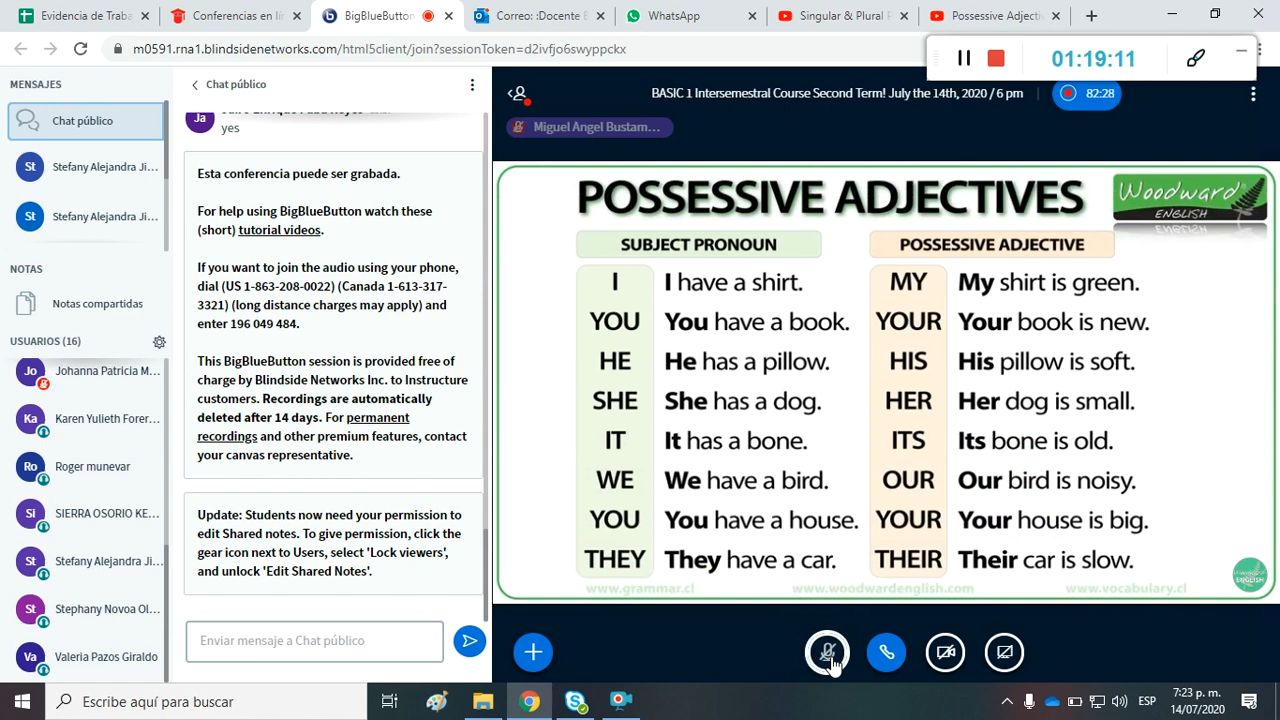 Evidencia de Traba
Conferencias en lín
BigBlueButton
Correo: :Docente E
WhatsApp
Singular & Plural P
Possessive Adjecti
m0591.rna1.blindsidenetworks.com/html5client/join?sessionToken=d2ivfjo6swyppckx
01:19:11
MENSAJES
Chat público
Stefany Alejandra Ji...
Stefany Alejandra Ji...
NOTAS
Notas compartidas
USUARIOS (16)
Jo Johanna Patricia M...
Ka Karen Yulieth Forer...
Ro Roger munevar
Si SIERRA OSORIO KE...
St Stefany Alejandra Ji...
St Stephany Novoa Ol...
Va Valeria Pazos Giraldo
Chat público
Ja
yes
Esta conferencia puede ser grabada.
For help using BigBlueButton watch these
(short) tutorial videos.
If you want to join the audio using your phone,
dial (US 1-863-208-0022) (Canada 1-613-317-
3321) (long distance charges may apply) and
enter 196 049 484.
This BigBlueButton session is provided free of
charge by Blindside Networks Inc. to Instructure
customers. Recordings are automatically
deleted after 14 days. For permanent
recordings and other premium features, contact
your canvas representative.
Update: Students now need your permission to
edit Shared notes. To give permission, click the
gear icon next to Users, select 'Lock viewers',
and unlock 'Edit Shared Notes'.
Enviar mensaje a Chat público
BASIC 1 Intersemestral Course Second Term! July the 14th, 2020 / 6 pm
82:28
Miguel Angel Bustam...
POSSESSIVE ADJECTIVES
Woodward
ENGLISH
SUBJECT PRONOUN POSSESSIVE ADJECTIVE
I I have a shirt. MY My shirt is green.
YOU You have a book. YOUR Your book is new.
HE He has a pillow. HIS His pillow is soft.
SHE She has a dog. HER Her dog is small.
IT It has a bone. ITS Its bone is old.
WE We have a bird. OUR Our bird is noisy.
YOU You have a house. YOUR Your house is big.
THEY They have a car. THEIR Their car is slow.
www.grammar.cl www.woodwardenglish.com www.vocabulary.cl
Escribe aquí para buscar
ESP
7:23 p. m.
14/07/2020